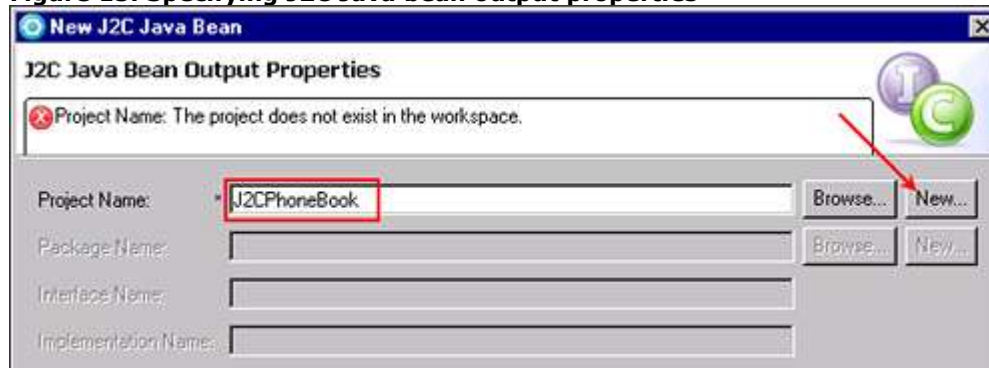 New J2C Java Bean
J2C Java Bean Output Properties
Project Name: The project does not exist in the workspace.
Project Name: * J2CPhoneBook Browse... New...
Package Name: Browse... New...
Interface Name:
Implementation Name:
I
C